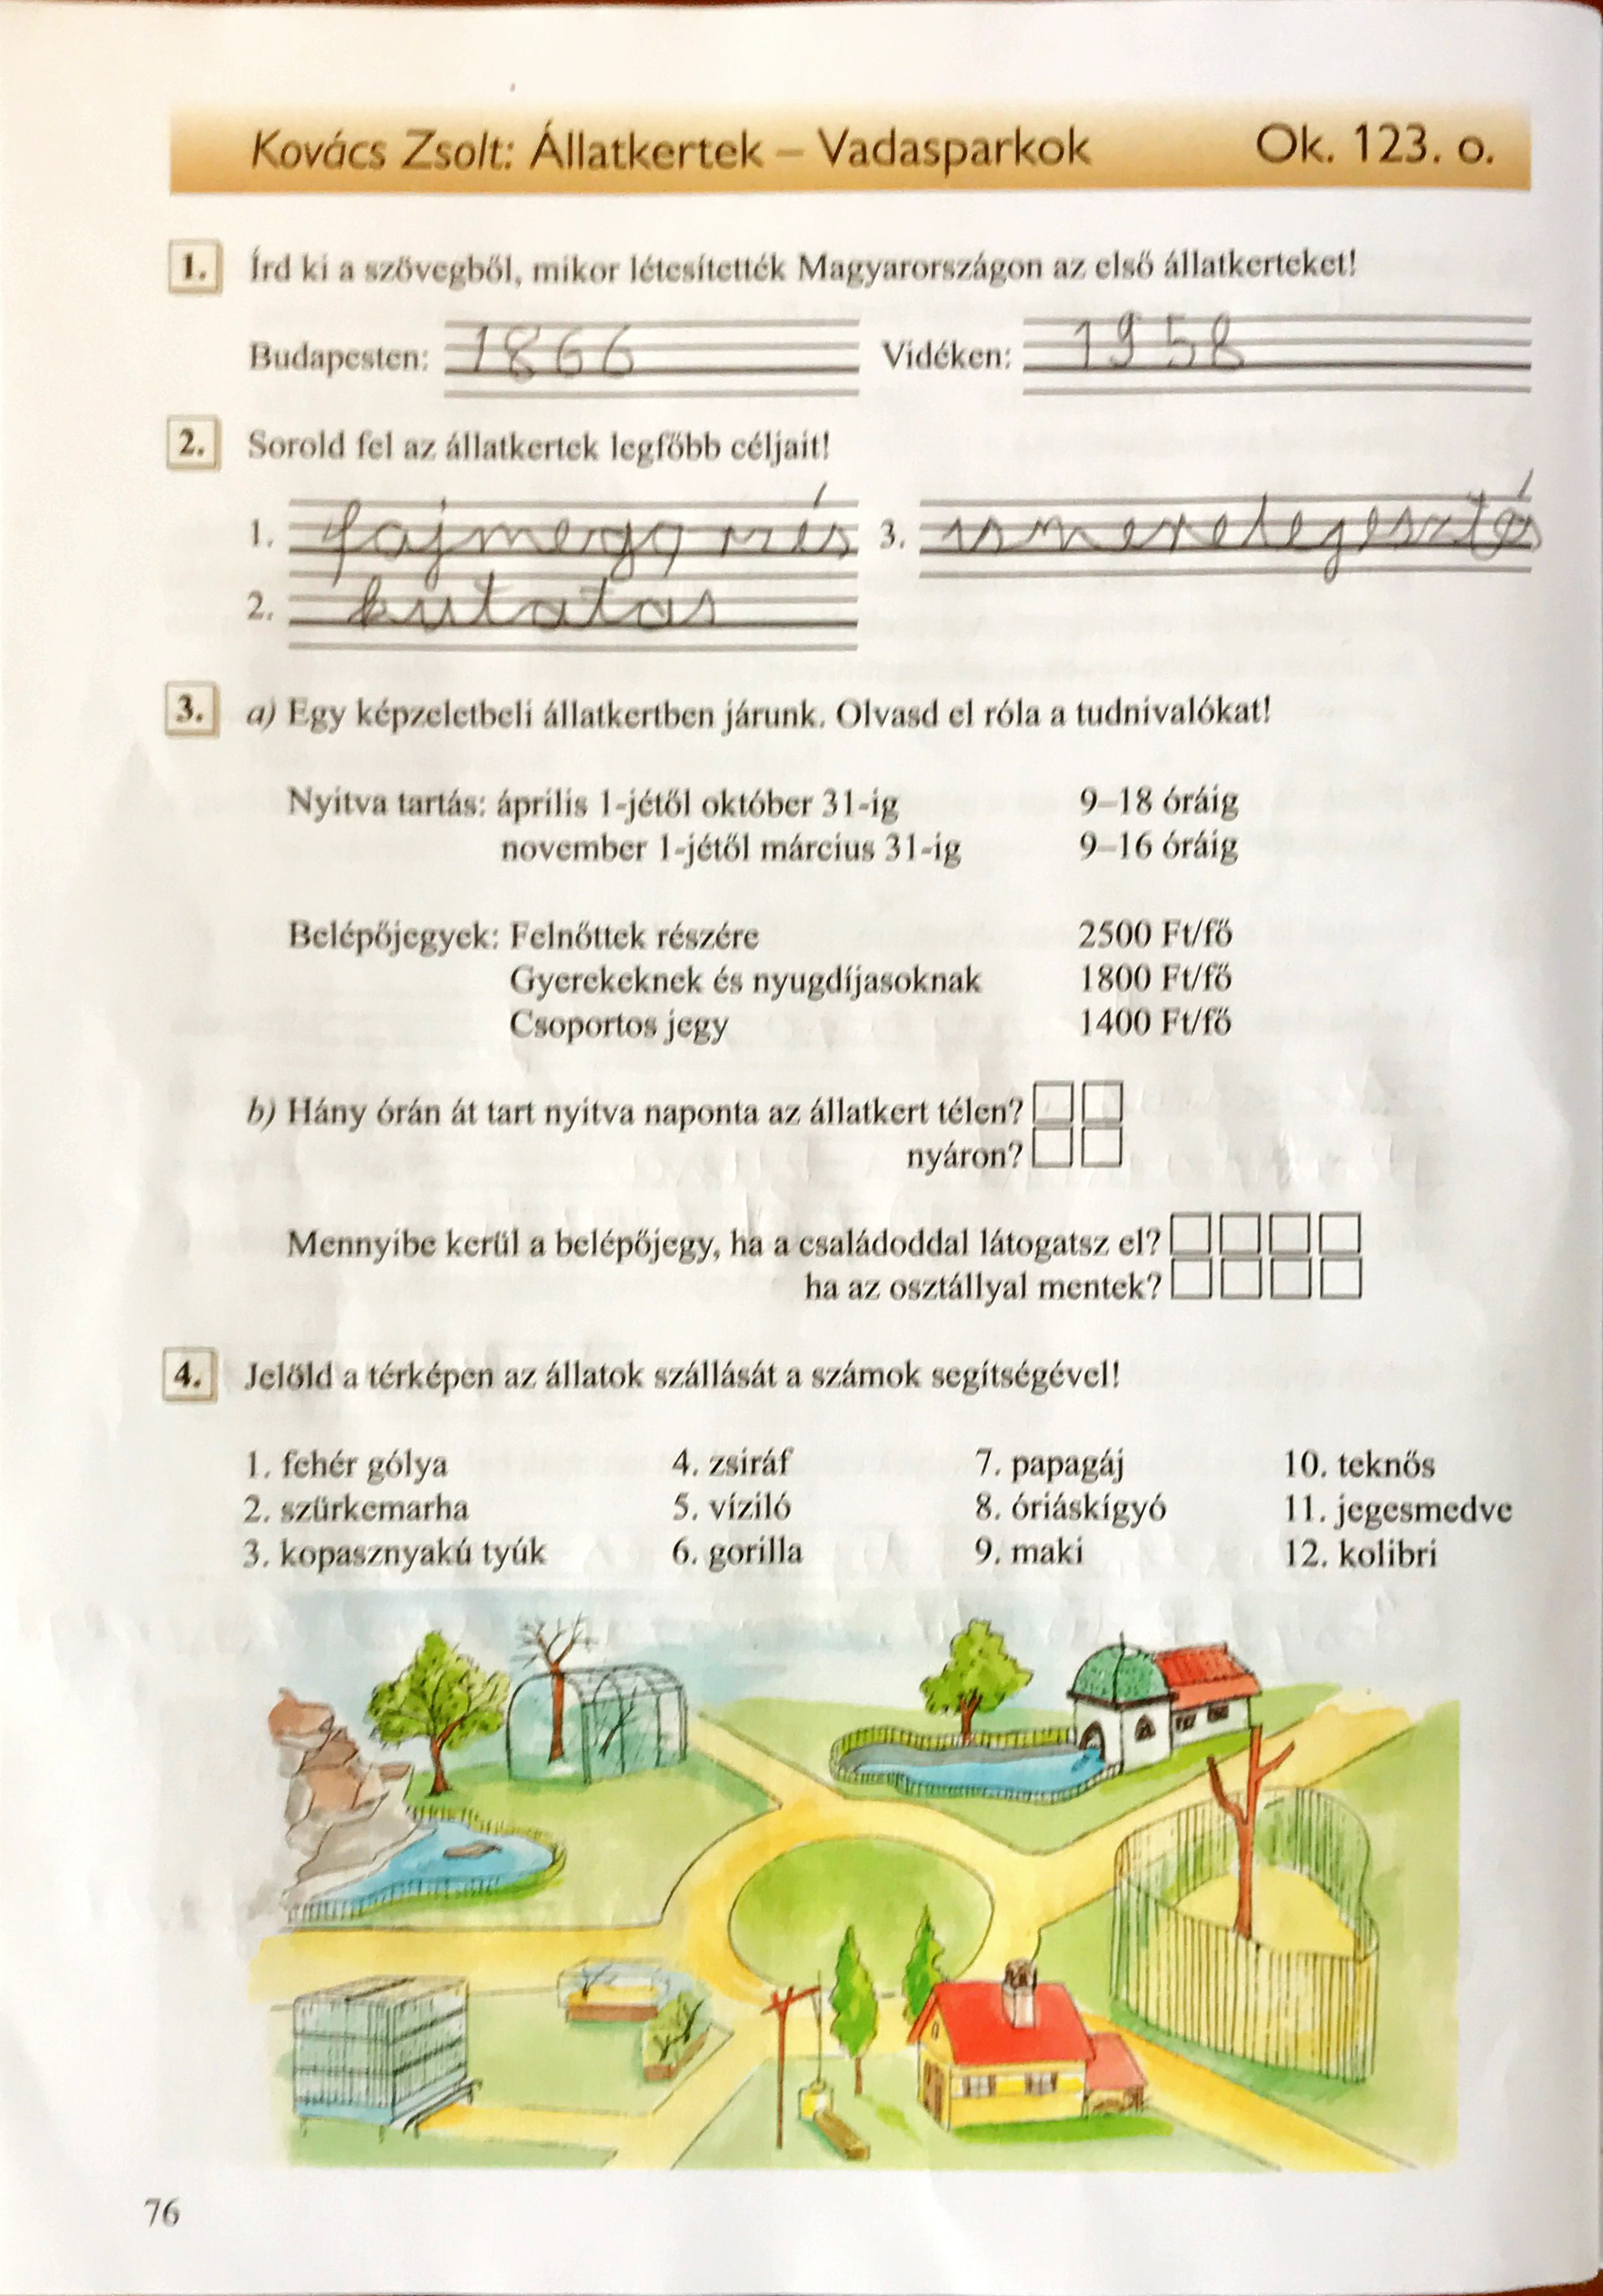 Kovács Zsolt: Állatkertek – Vadasparkok Ok. 123. o.
1. Írd ki a szövegből, mikor létesítették Magyarországon az első állatkerteket!
Budapesten: 1866 Vidéken: 1958
2. Sorold fel az állatkertek legfőbb céljait!
1. fajmegőrzés 3. ismeretegesztés
2. kutatás
3. a) Egy képzeletbeli állatkertben járunk. Olvasd el róla a tudnivalókat!
Nyitva tartás: április 1-jétől október 31-ig 9–18 óráig
november 1-jétől március 31-ig 9–16 óráig
Belépőjegyek: Felnőttek részére 2500 Ft/fő
Gyerekeknek és nyugdíjasoknak 1800 Ft/fő
Csoportos jegy 1400 Ft/fő
b) Hány órán át tart nyitva naponta az állatkert télen?
nyáron?
Mennyibe kerül a belépőjegy, ha a családoddal látogatsz el?
ha az osztállyal mentek?
4. Jelöld a térképen az állatok szállását a számok segítségével!
1. fehér gólya 4. zsiráf 7. papagáj 10. teknős
2. szürkemarha 5. víziló 8. óriáskígyó 11. jegesmedve
3. kopasznyakú tyúk 6. gorilla 9. maki 12. kolibri
76